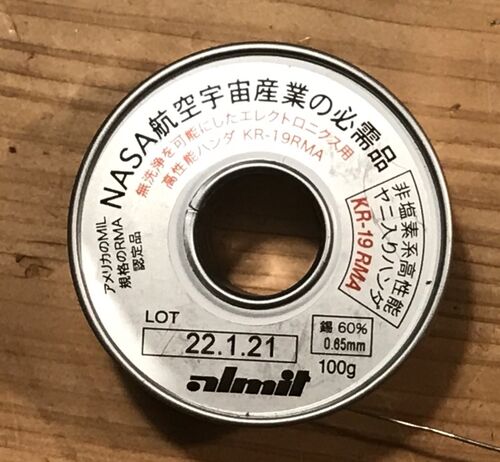 NASA航空宇宙産業の必需品
無洗浄を可能にしたエレクトロニクス用
高性能ハンダ KR-19RMA
アメリカのMIL
規格のRMA
認定品
非塩素系高性能
ヤニ入りハンダ
KR-19 RMA
LOT
22.1.21
錫 60%
0.65mm
100g
almit